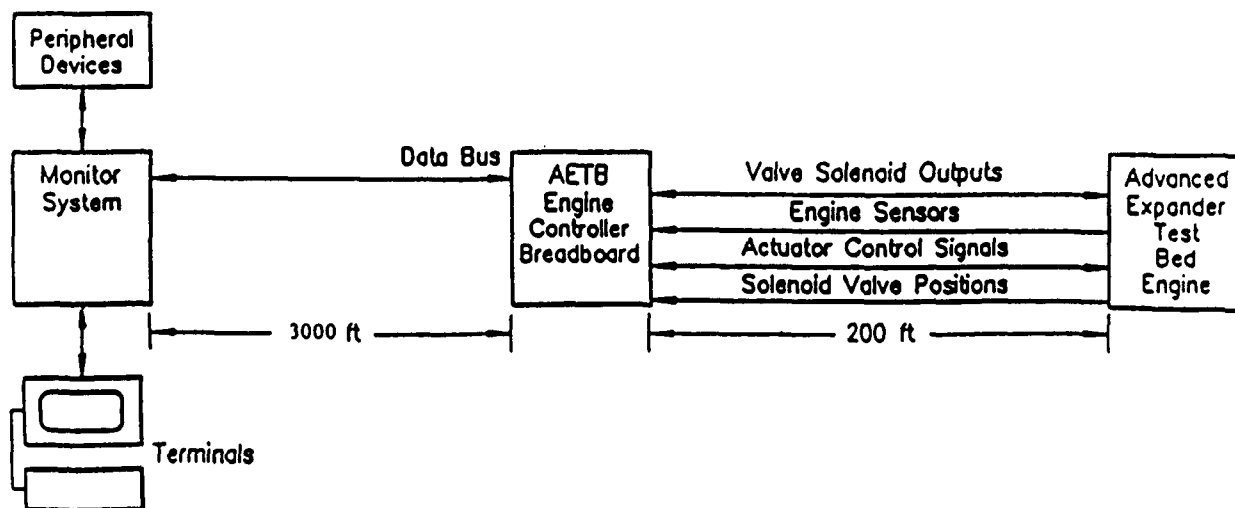 Peripheral
Devices
Monitor
System
Data Bus
AETB
Engine
Controller
Breadboard
Valve Solenoid Outputs
Engine Sensors
Actuator Control Signals
Solenoid Valve Positions
Advanced
Expander
Test
Bed
Engine
3000 ft
200 ft
Terminals